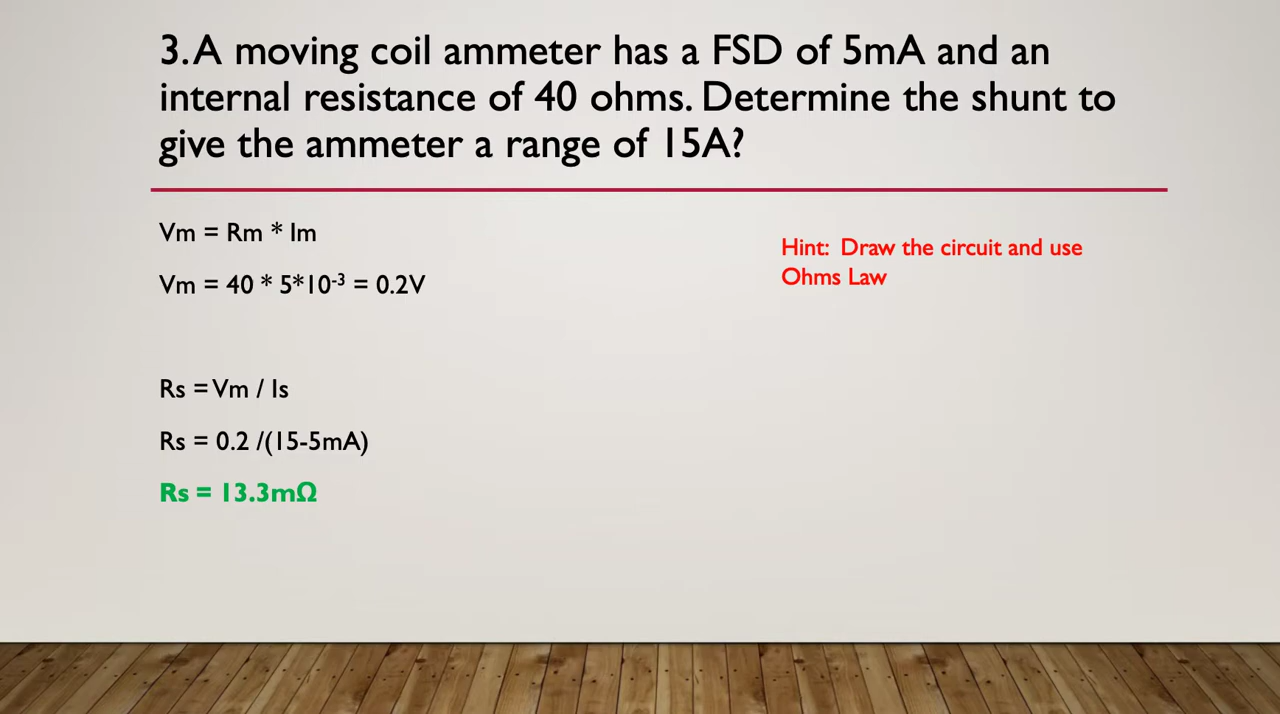 3. A moving coil ammeter has a FSD of 5mA and an
internal resistance of 40 ohms. Determine the shunt to
give the ammeter a range of 15A?
Vm = Rm * Im
Hint: Draw the circuit and use
Ohms Law
Vm = 40 * 5*10⁻³ = 0.2V
Rs = Vm / Is
Rs = 0.2 /(15-5mA)
Rs = 13.3mΩ